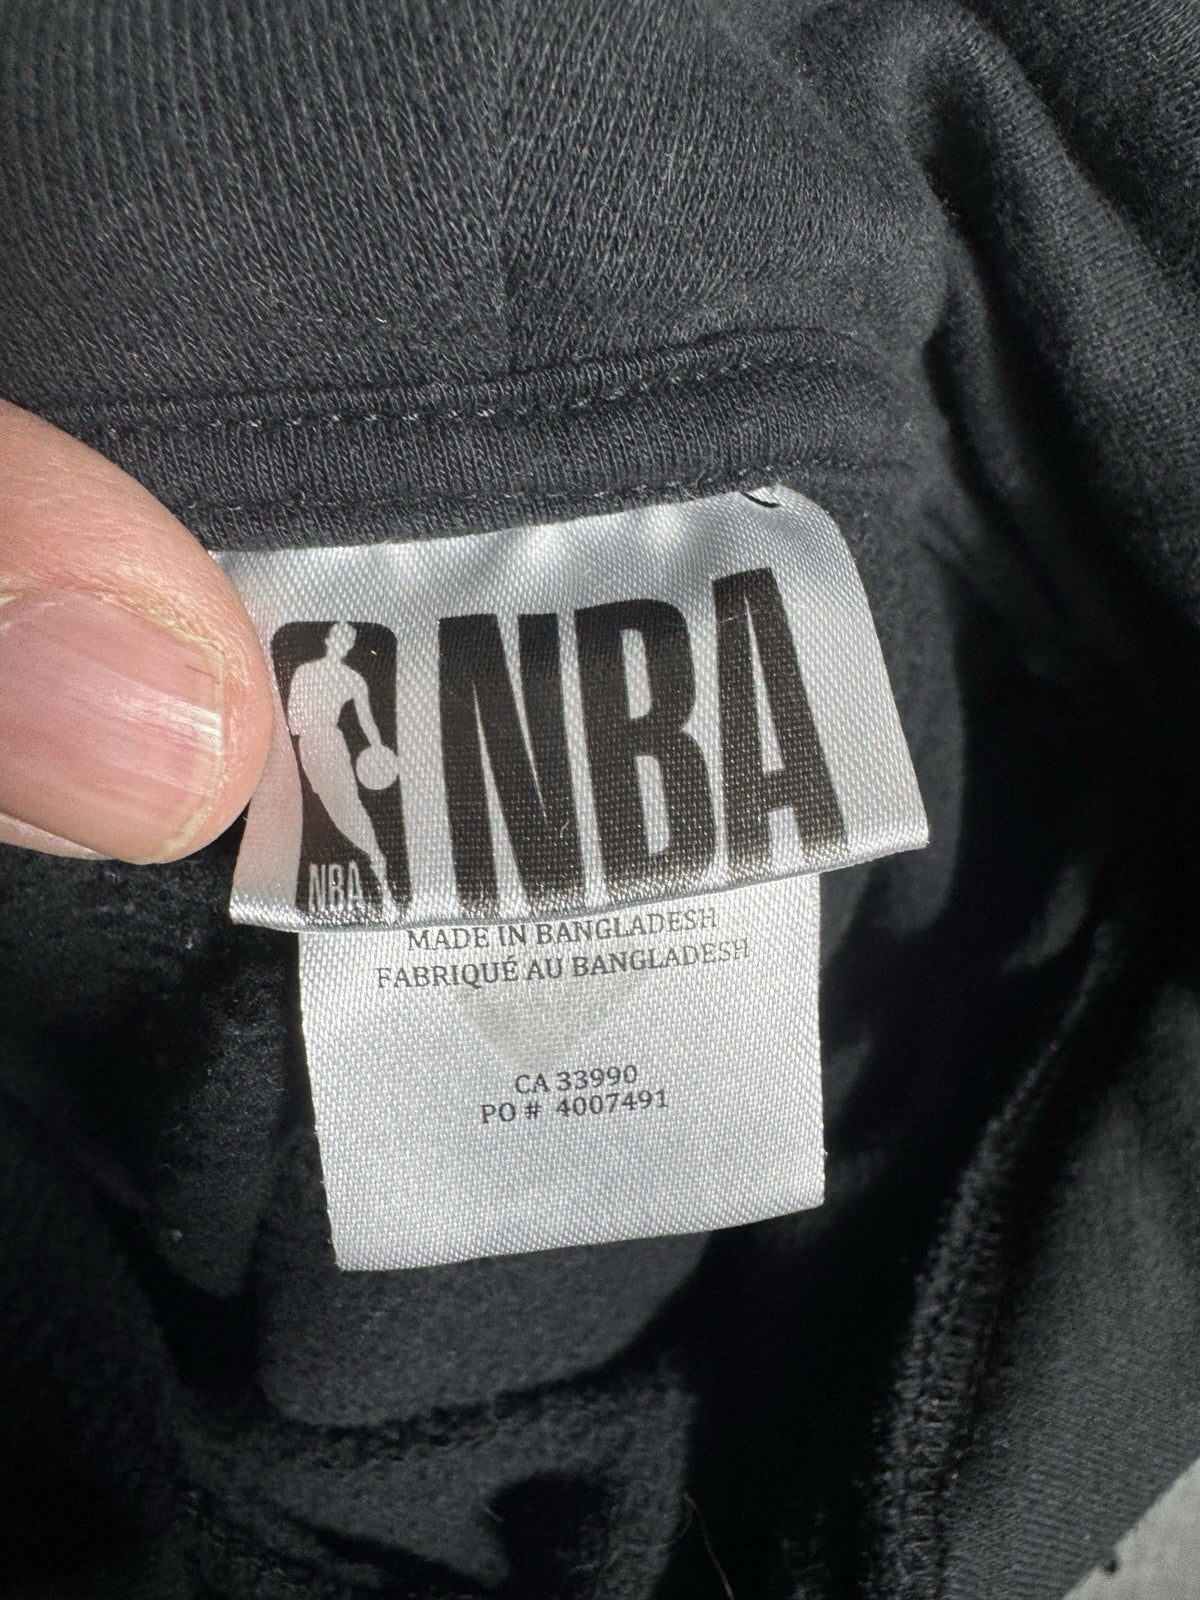 NBA
NBA
MADE IN BANGLADESH
FABRIQUÉ AU BANGLADESH
CA 33990
PO # 4007491